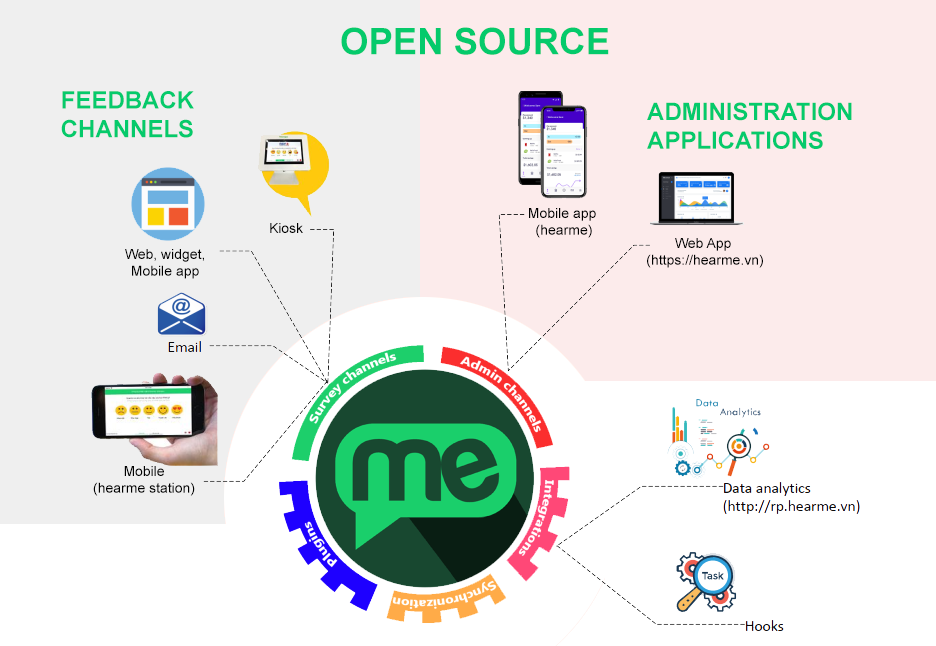 OPEN SOURCE
FEEDBACK
CHANNELS
ADMINISTRATION
APPLICATIONS
Kiosk
Web, widget,
Mobile app
Email
Mobile
(hearme station)
Mobile app
(hearme)
Web App
(https://hearme.vn)
Survey channels
Admin channels
me
Integrations
Synchronization
Plugins
Data
Analytics
Data analytics
(http://rp.hearme.vn)
Task
Hooks